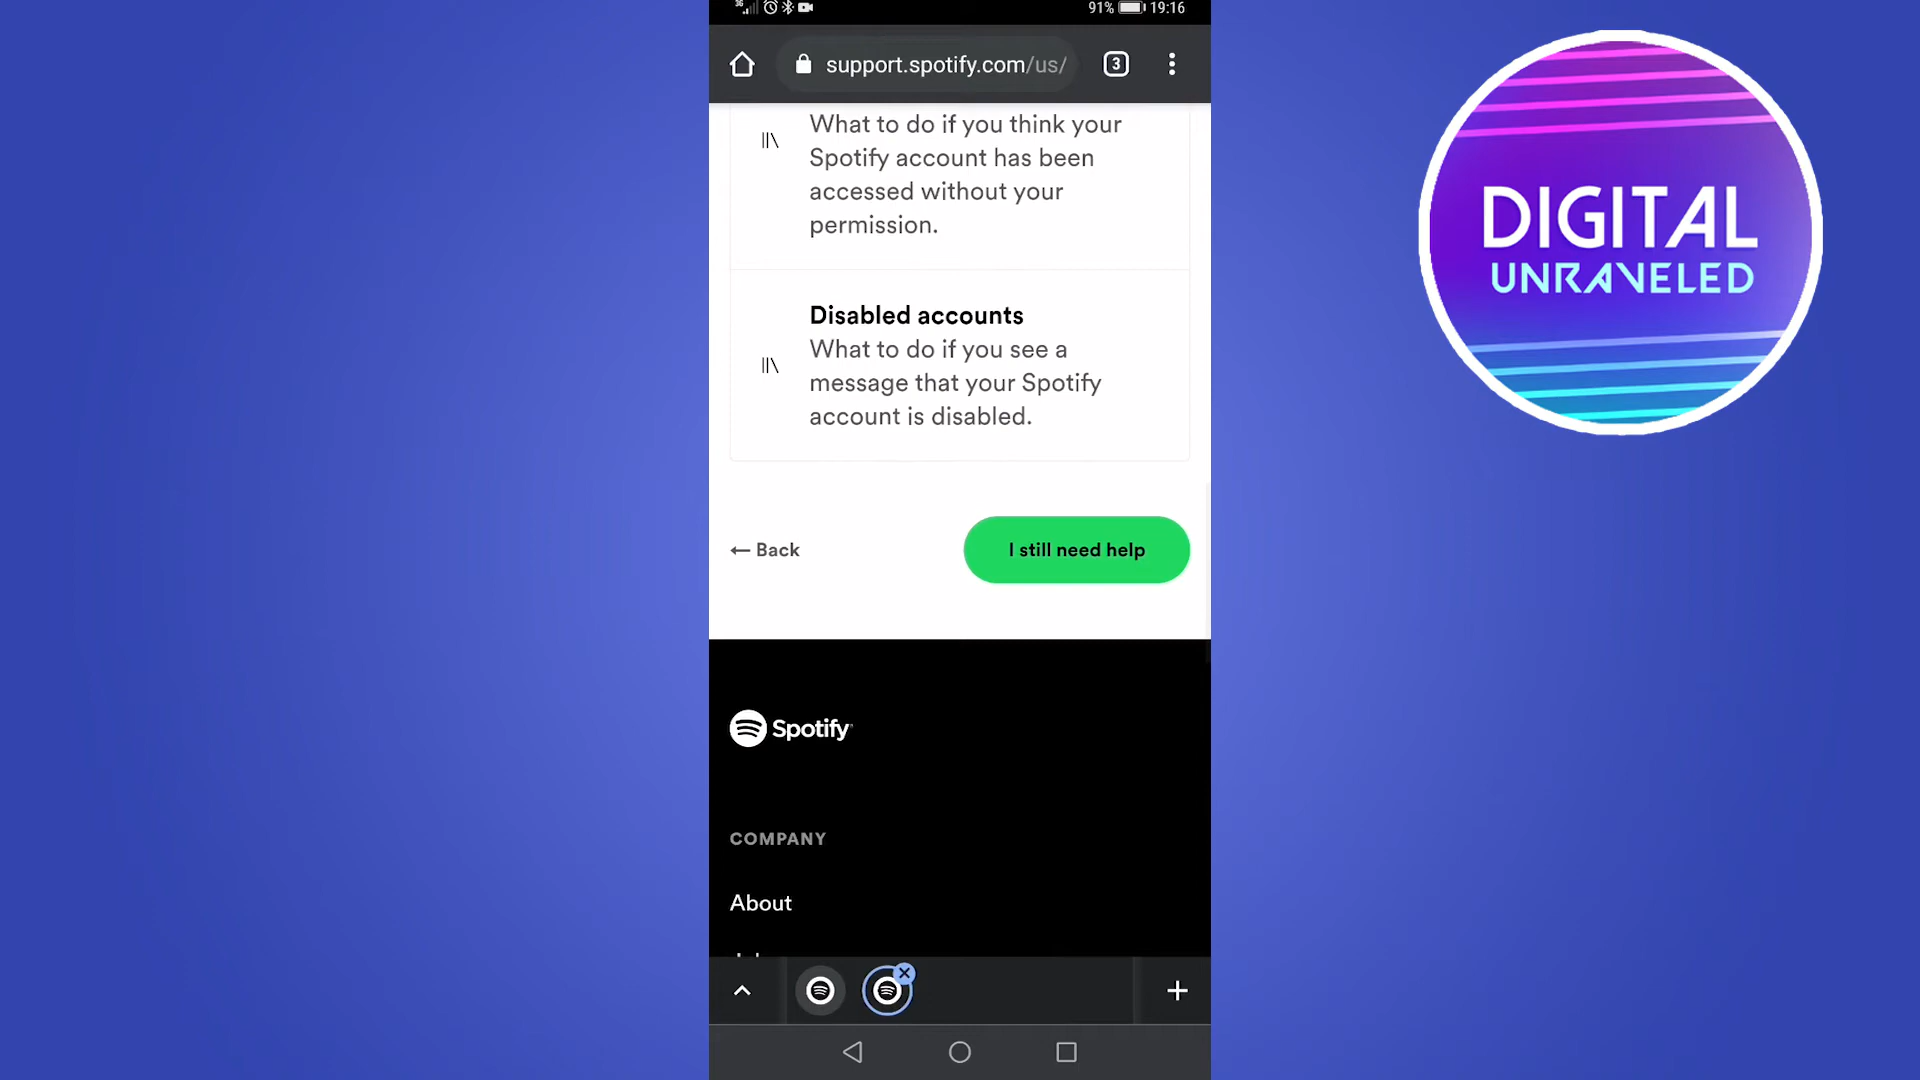 3G
91% 19:16
support.spotify.com/us/
3
What to do if you think your
Spotify account has been
accessed without your
permission.
Disabled accounts
What to do if you see a
message that your Spotify
account is disabled.
← Back
I still need help
Spotify
COMPANY
About
DIGITAL
UNRAVELED